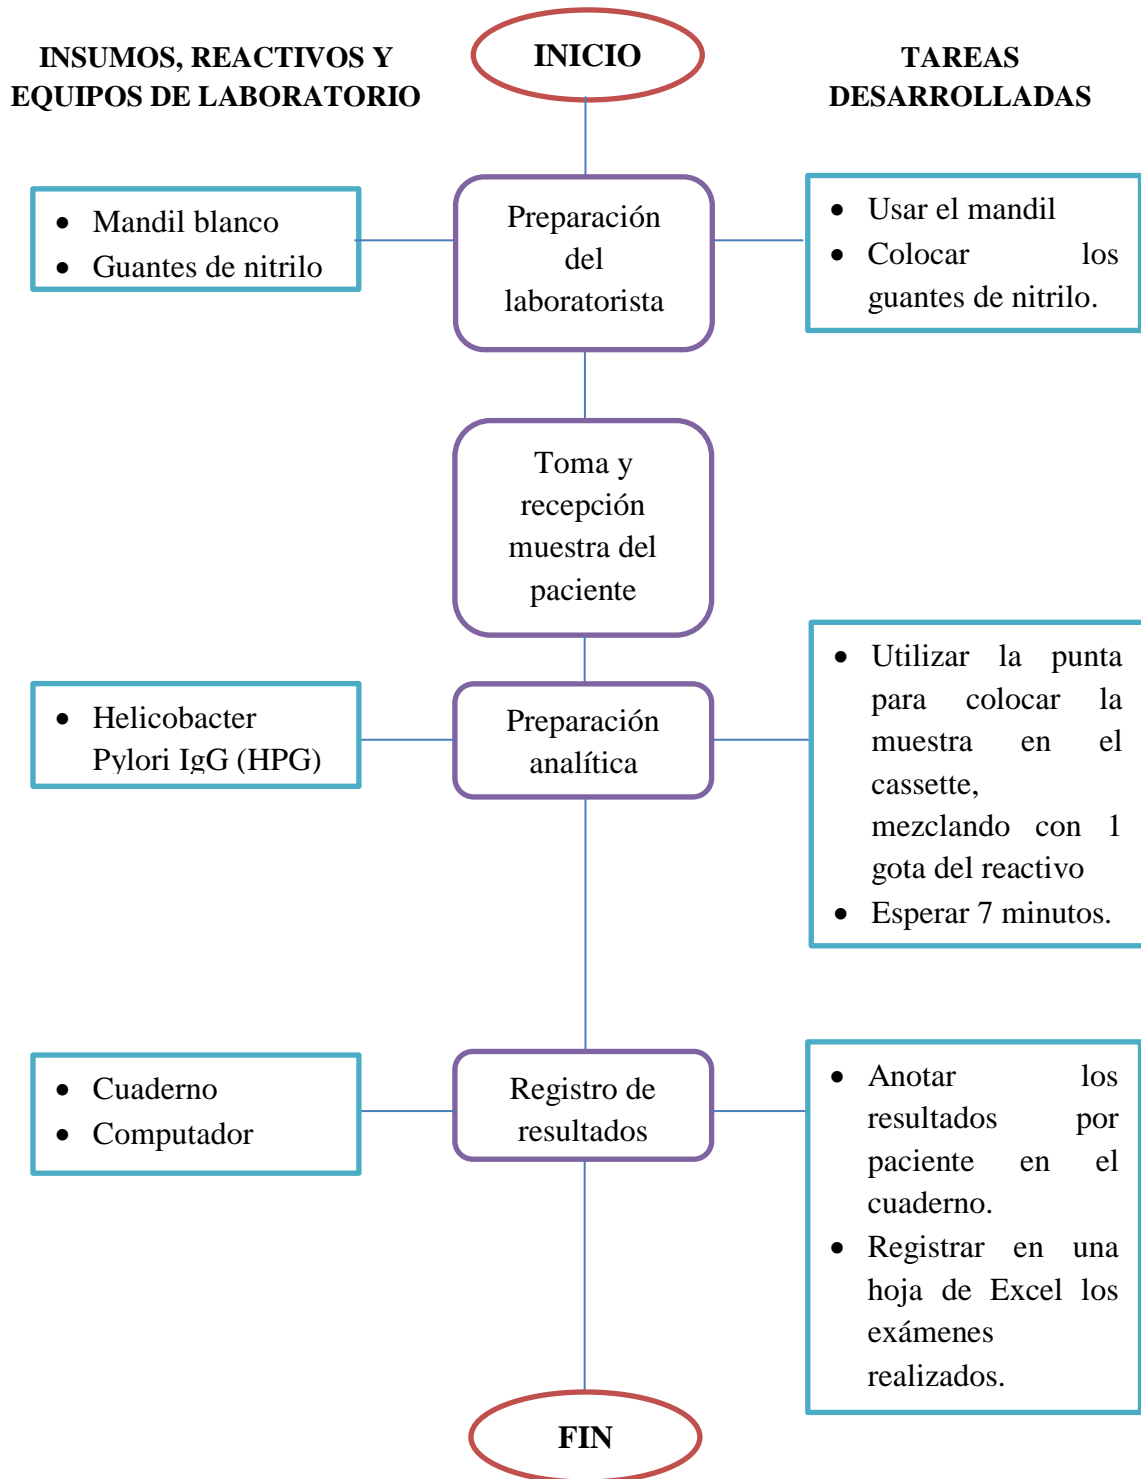 INICIO
INSUMOS, REACTIVOS Y
EQUIPOS DE LABORATORIO
TAREAS
DESARROLLADAS
• Mandil blanco
• Guantes de nitrilo
Preparación
del
laboratorista
• Usar el mandil
• Colocar los
guantes de nitrilo.
Toma y
recepción
muestra del
paciente
• Helicobacter
Pylori IgG (HPG)
Preparación
analítica
• Utilizar la punta
para colocar la
muestra en el
cassette,
mezclando con 1
gota del reactivo
• Esperar 7 minutos.
• Cuaderno
• Computador
Registro de
resultados
• Anotar los
resultados por
paciente en el
cuaderno.
• Registrar en una
hoja de Excel los
exámenes
realizados.
FIN